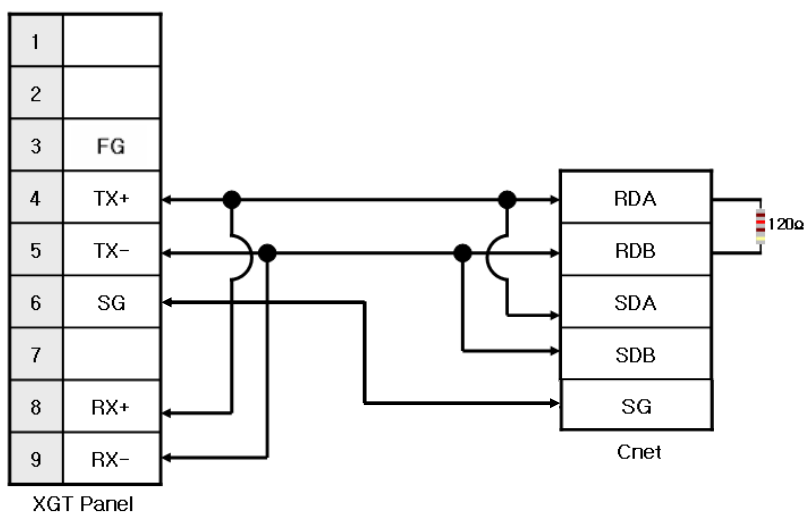 1
2
3 FG
4 TX+
5 TX-
6 SG
7
8 RX+
9 RX-
XGT Panel
RDA
RDB
SDA
SDB
SG
Cnet
120Ω